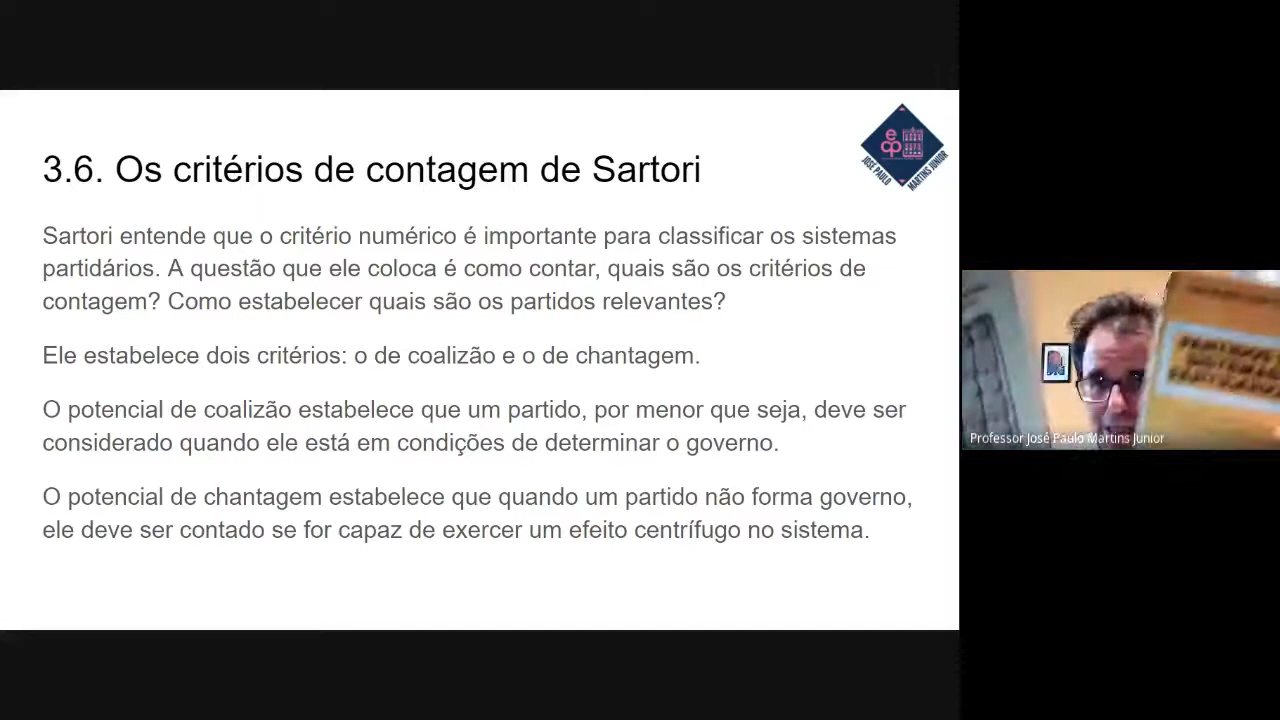 3.6. Os critérios de contagem de Sartori
Sartori entende que o critério numérico é importante para classificar os sistemas
partidários. A questão que ele coloca é como contar, quais são os critérios de
contagem? Como estabelecer quais são os partidos relevantes?
Ele estabelece dois critérios: o de coalizão e o de chantagem.
O potencial de coalizão estabelece que um partido, por menor que seja, deve ser
considerado quando ele está em condições de determinar o governo.
O potencial de chantagem estabelece que quando um partido não forma governo,
ele deve ser contado se for capaz de exercer um efeito centrífugo no sistema.
JOSÉ PAULO
MARTINS JUNIOR
Professor José Paulo Martins Junior